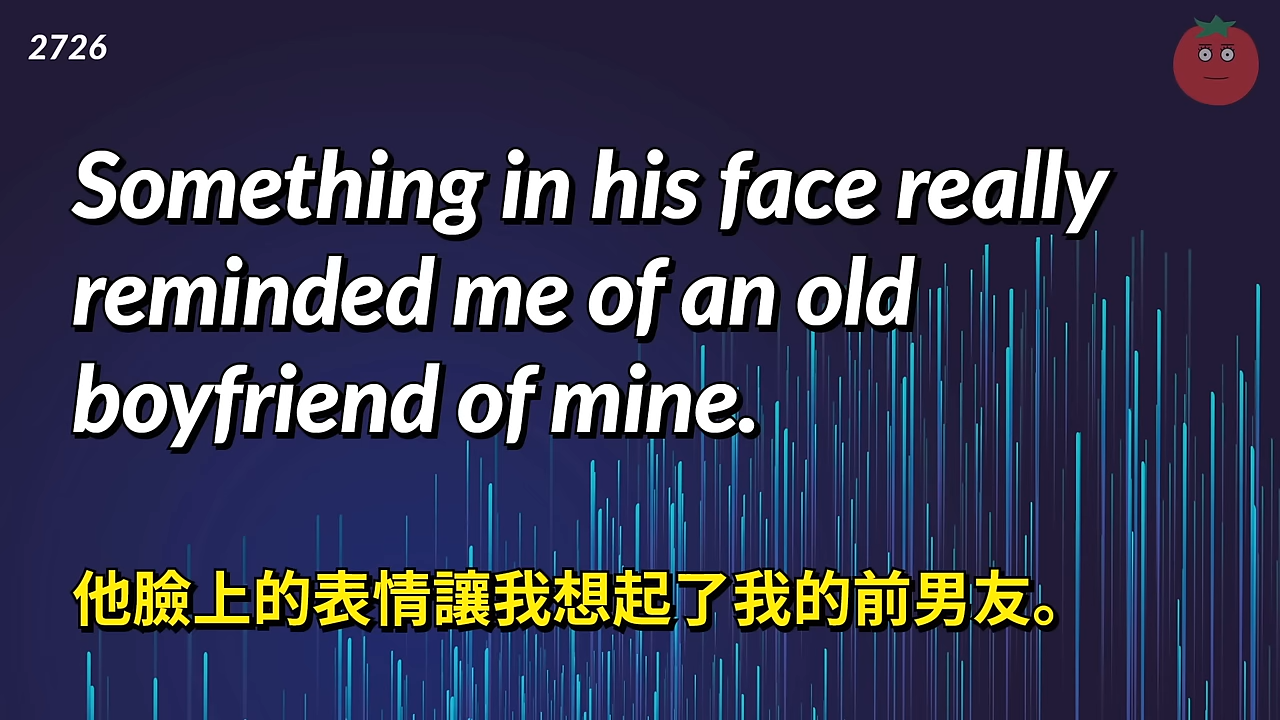 2726
Something in his face really
reminded me of an old
boyfriend of mine.
他臉上的表情讓我想起了我的前男友。